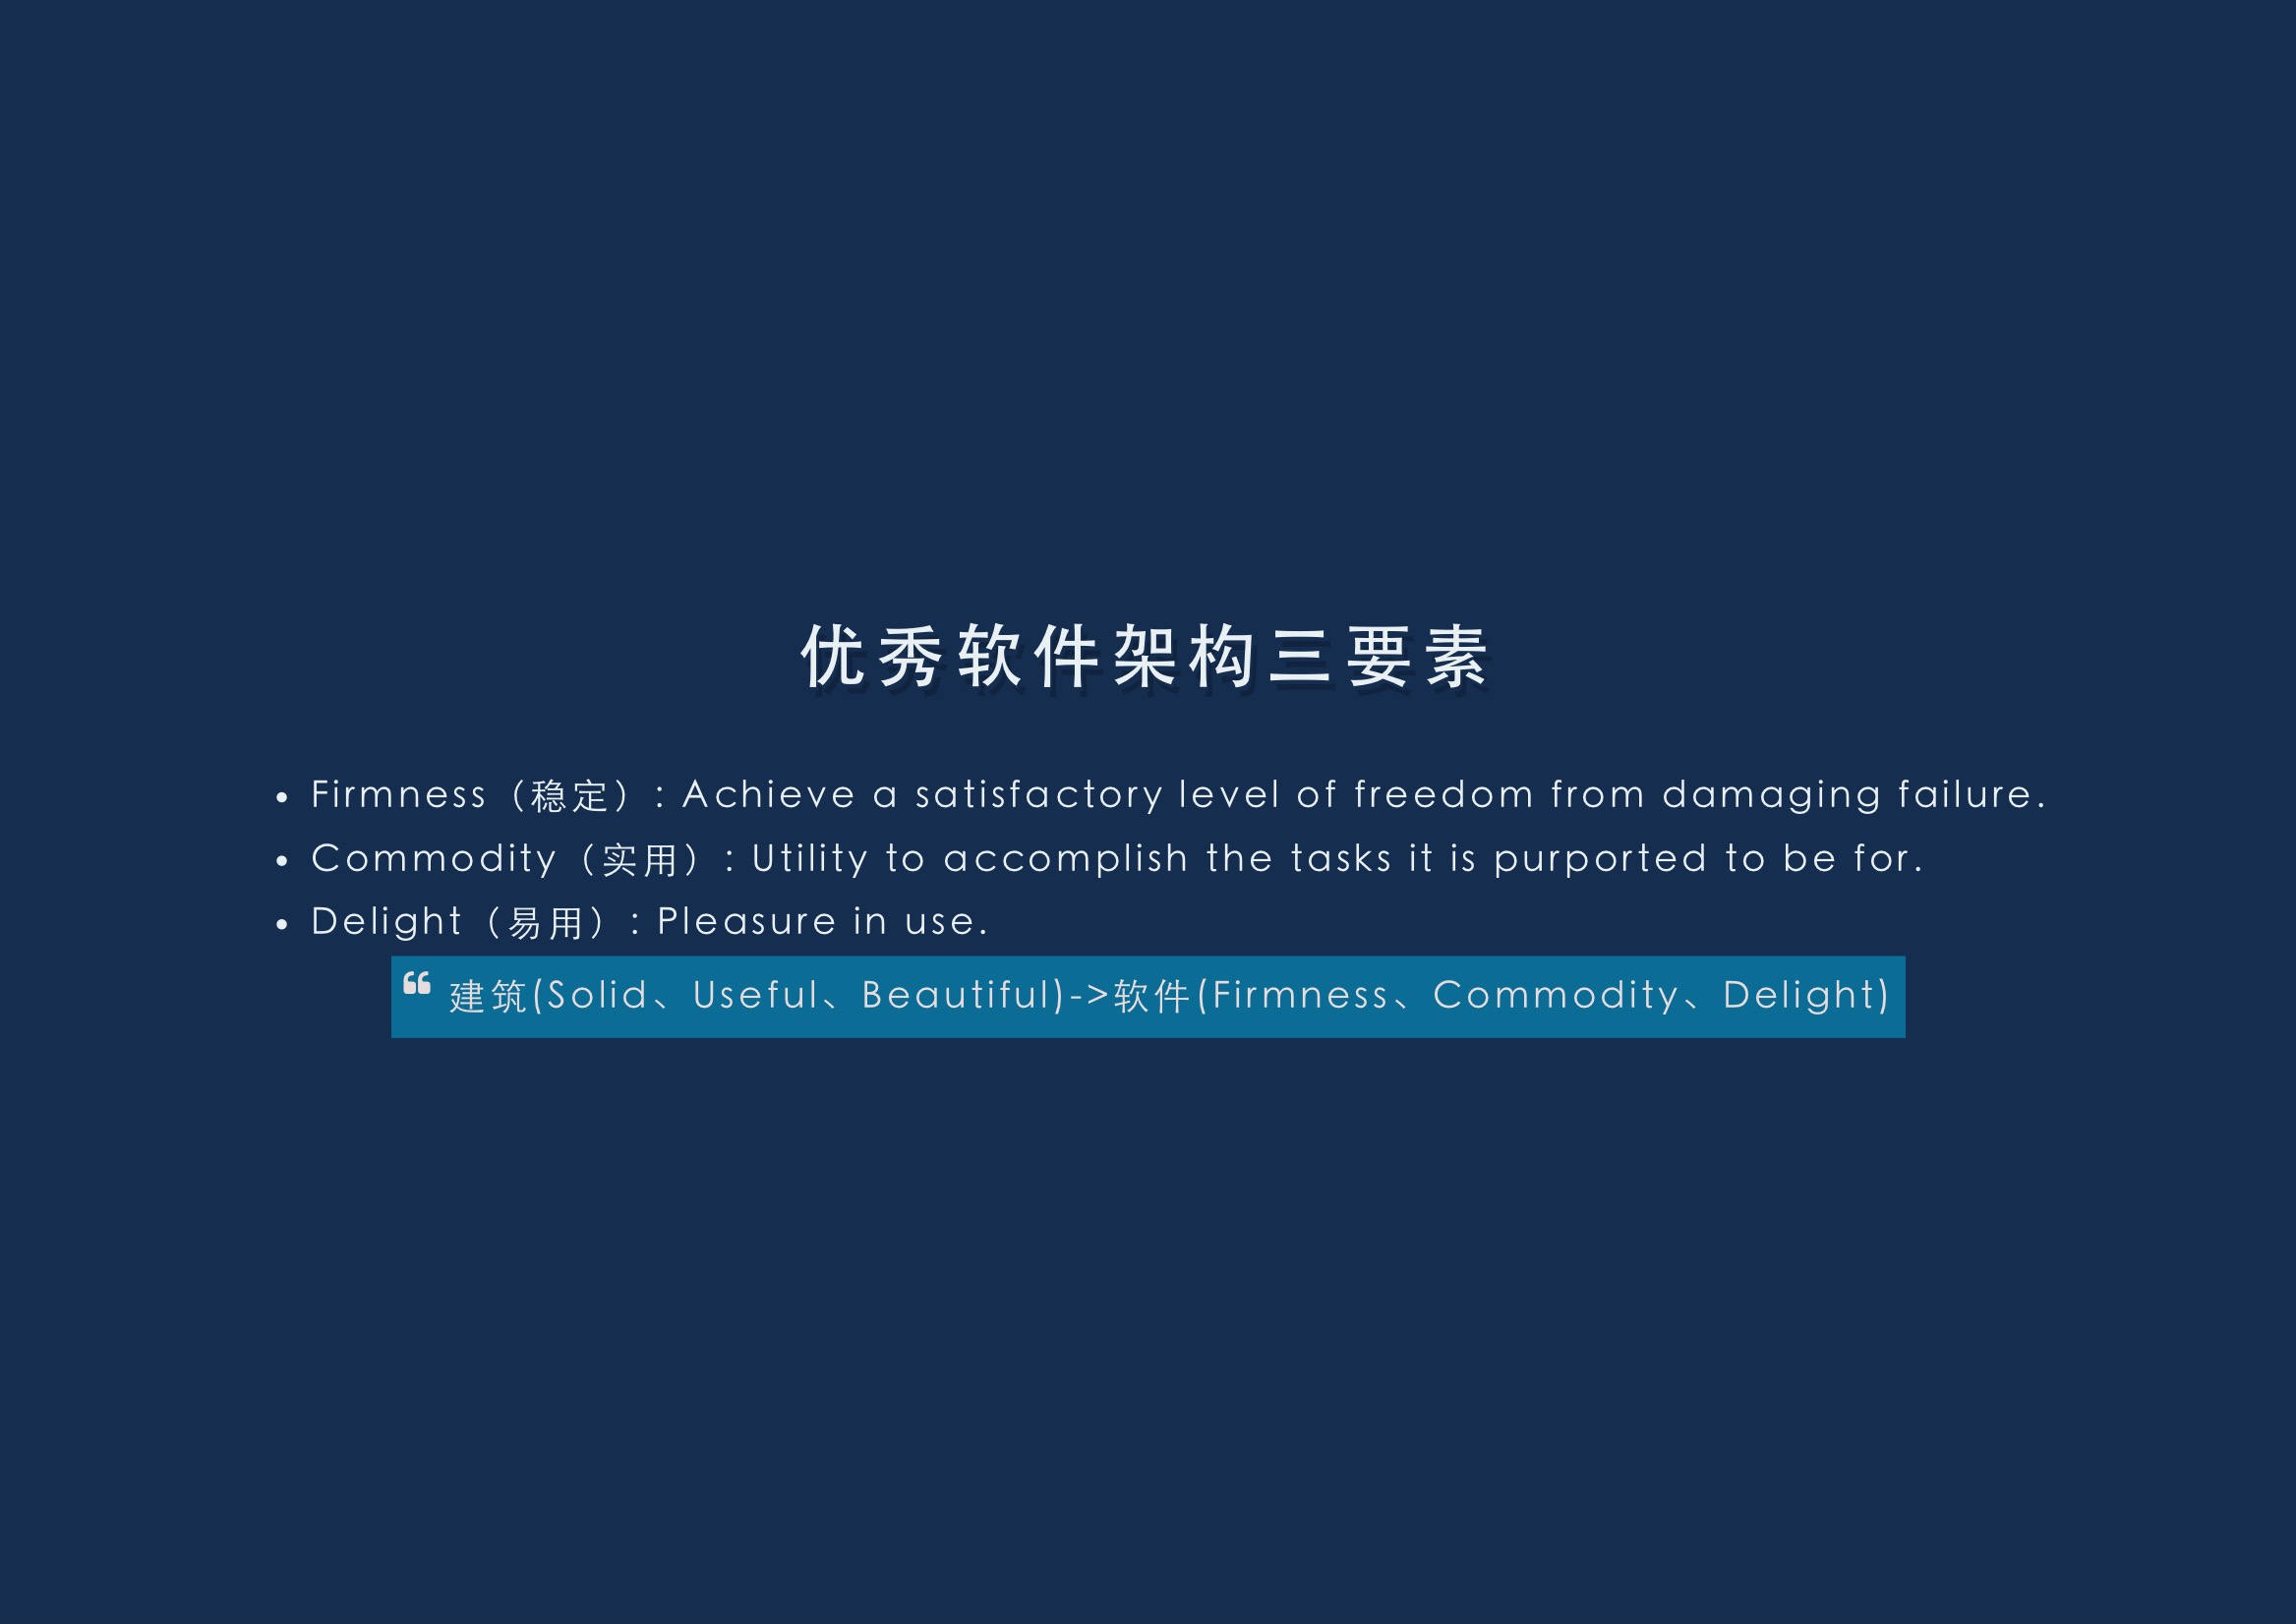 优秀软件架构三要素
• Firmness（稳定）: Achieve a satisfactory level of freedom from damaging failure.
• Commodity（实用）: Utility to accomplish the tasks it is purported to be for.
• Delight（易用）: Pleasure in use.
“ 建筑(Solid、Useful、Beautiful)->软件(Firmness、Commodity、Delight)